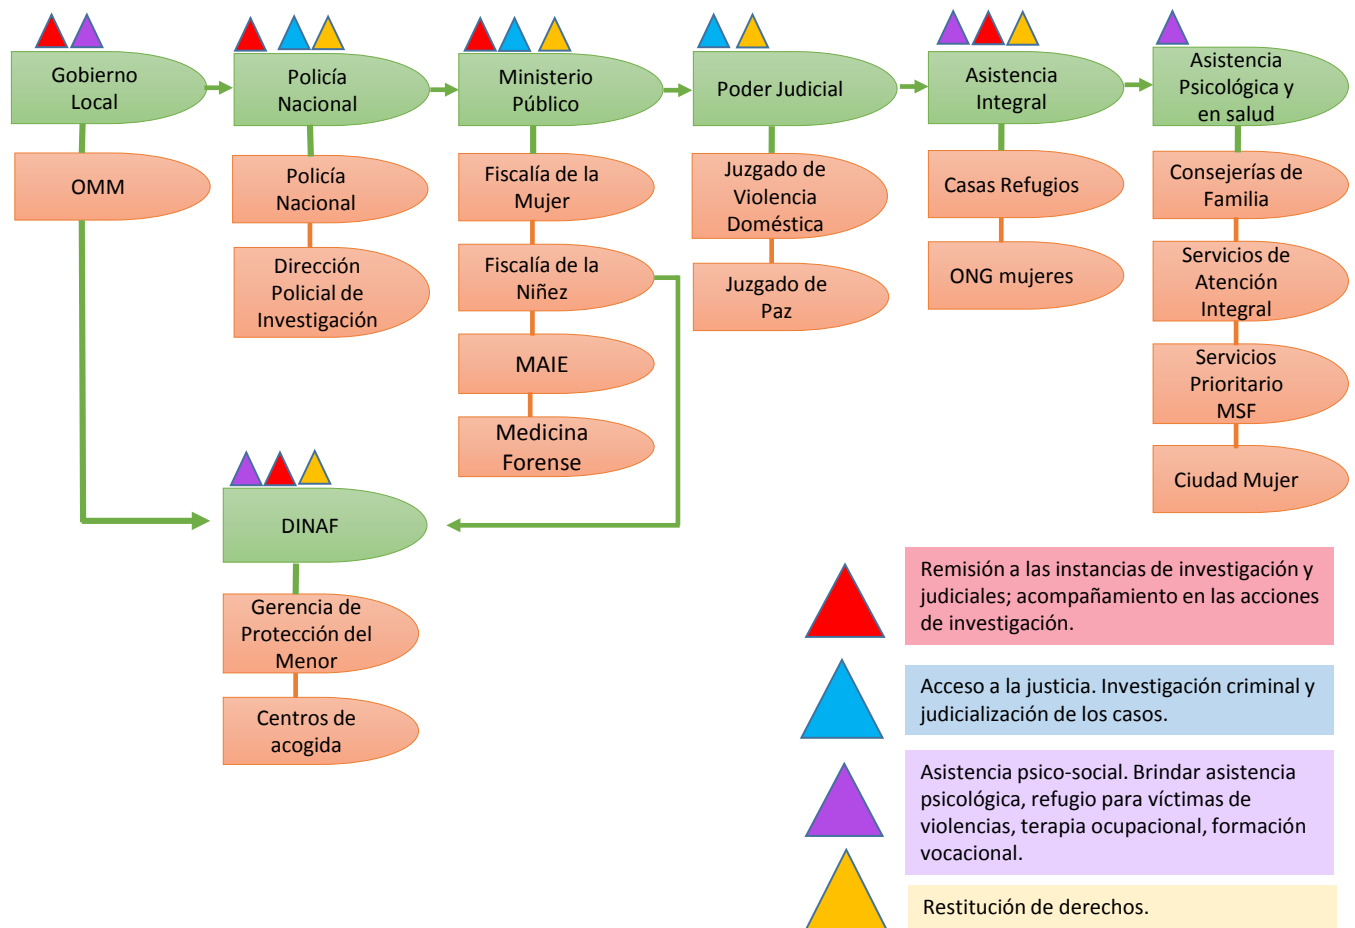 Gobierno
Local
OMM
Policía
Nacional
Policía
Nacional
Dirección
Policial de
Investigación
Ministerio
Público
Fiscalía de la
Mujer
Fiscalía de la
Niñez
MAIE
Medicina
Forense
Poder Judicial
Juzgado de
Violencia
Doméstica
Juzgado de
Paz
Asistencia
Integral
Casas Refugios
ONG mujeres
Asistencia
Psicológica y
en salud
Consejerías de
Familia
Servicios de
Atención
Integral
Servicios
Prioritario
MSF
Ciudad Mujer
DINAF
Gerencia de
Protección del
Menor
Centros de
acogida
Remisión a las instancias de investigación y
judiciales; acompañamiento en las acciones
de investigación.
Acceso a la justicia. Investigación criminal y
judicialización de los casos.
Asistencia psico-social. Brindar asistencia
psicológica, refugio para víctimas de
violencias, terapia ocupacional, formación
vocacional.
Restitución de derechos.